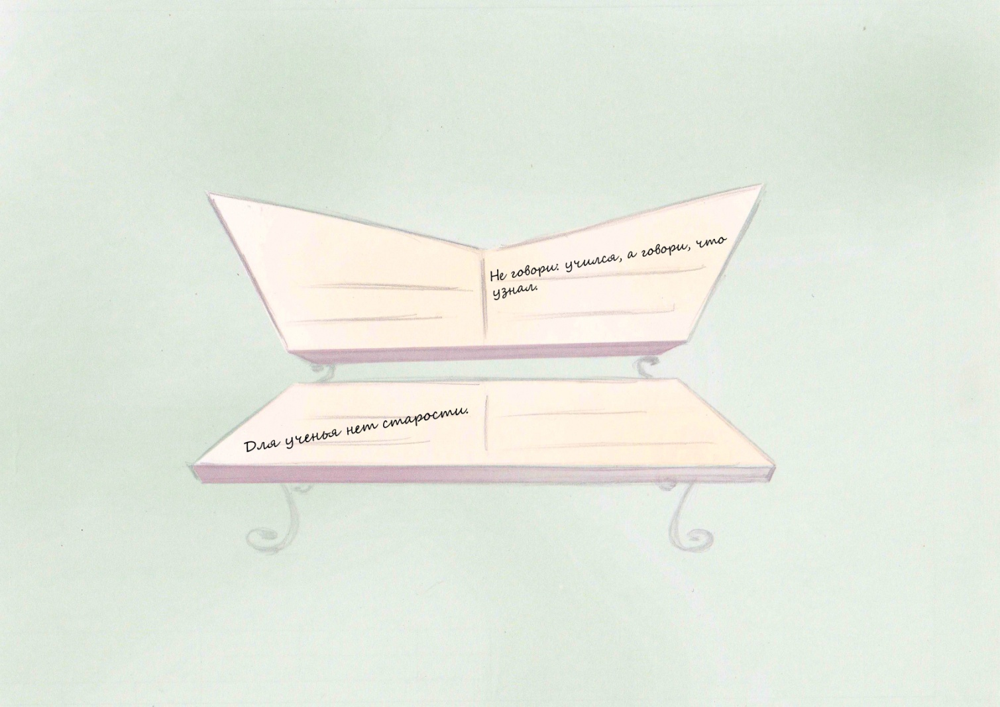 Не говори: учился, а говори, что
узнал.
Для ученья нет старости.